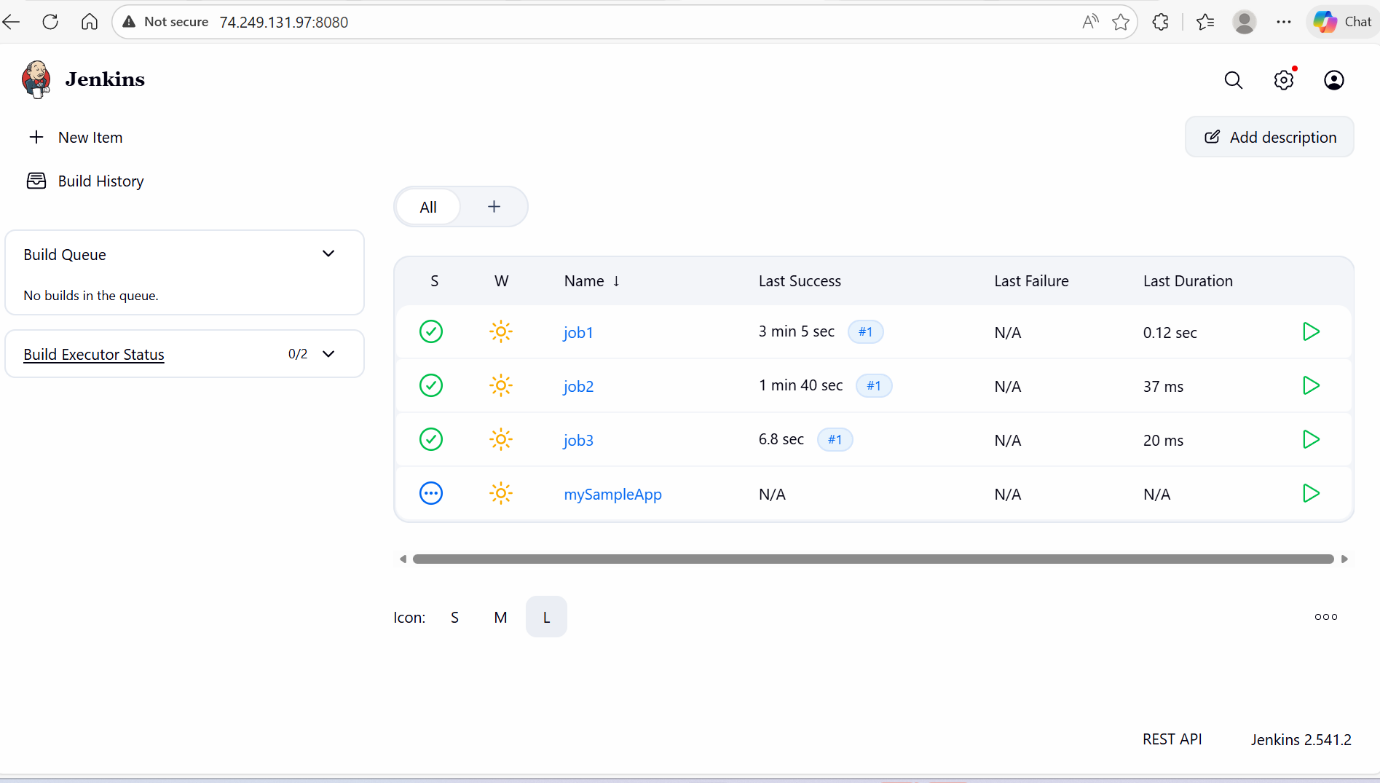 Not secure 74.249.131.97:8080 Chat
Jenkins
New Item
Add description
Build History
All
Build Queue
No builds in the queue.
Build Executor Status 0/2
S W Name ↓ Last Success Last Failure Last Duration
job1 3 min 5 sec #1 N/A 0.12 sec
job2 1 min 40 sec #1 N/A 37 ms
job3 6.8 sec #1 N/A 20 ms
mySampleApp N/A N/A N/A
Icon: S M L
REST API Jenkins 2.541.2